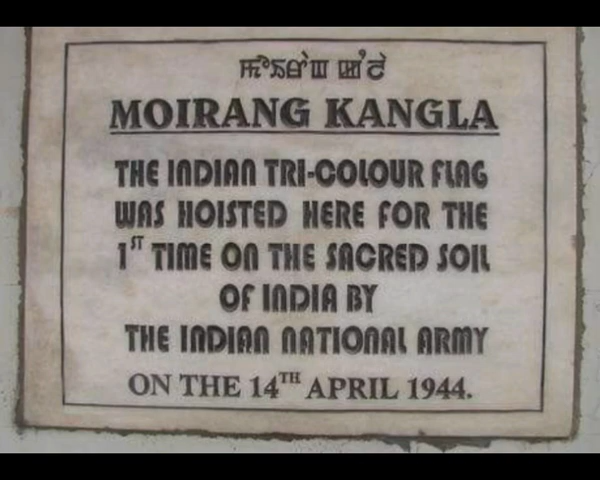 MOIRANG KANGLA
THE INDIAN TRI-COLOUR FLAG
WAS HOISTED HERE FOR THE
1ST TIME ON THE SACRED SOIL
OF INDIA BY
THE INDIAN NATIONAL ARMY
ON THE 14TH APRIL 1944.